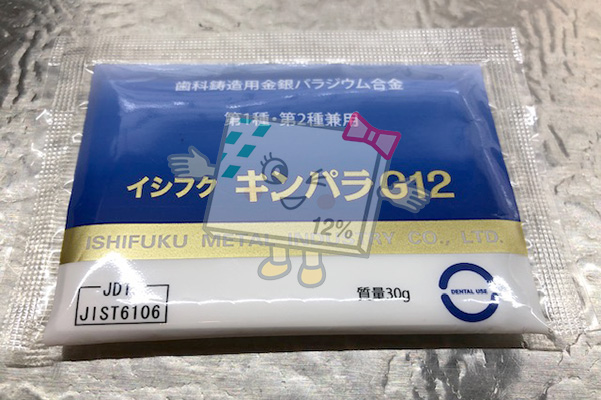 歯科鋳造用金銀パラジウム合金
第1種・第2種兼用
イシフク キンパラG12
12%
ISHIFUKU METAL INDUSTRY CO., LTD.
JDI
JIST6106
質量30g
DENTAL USE